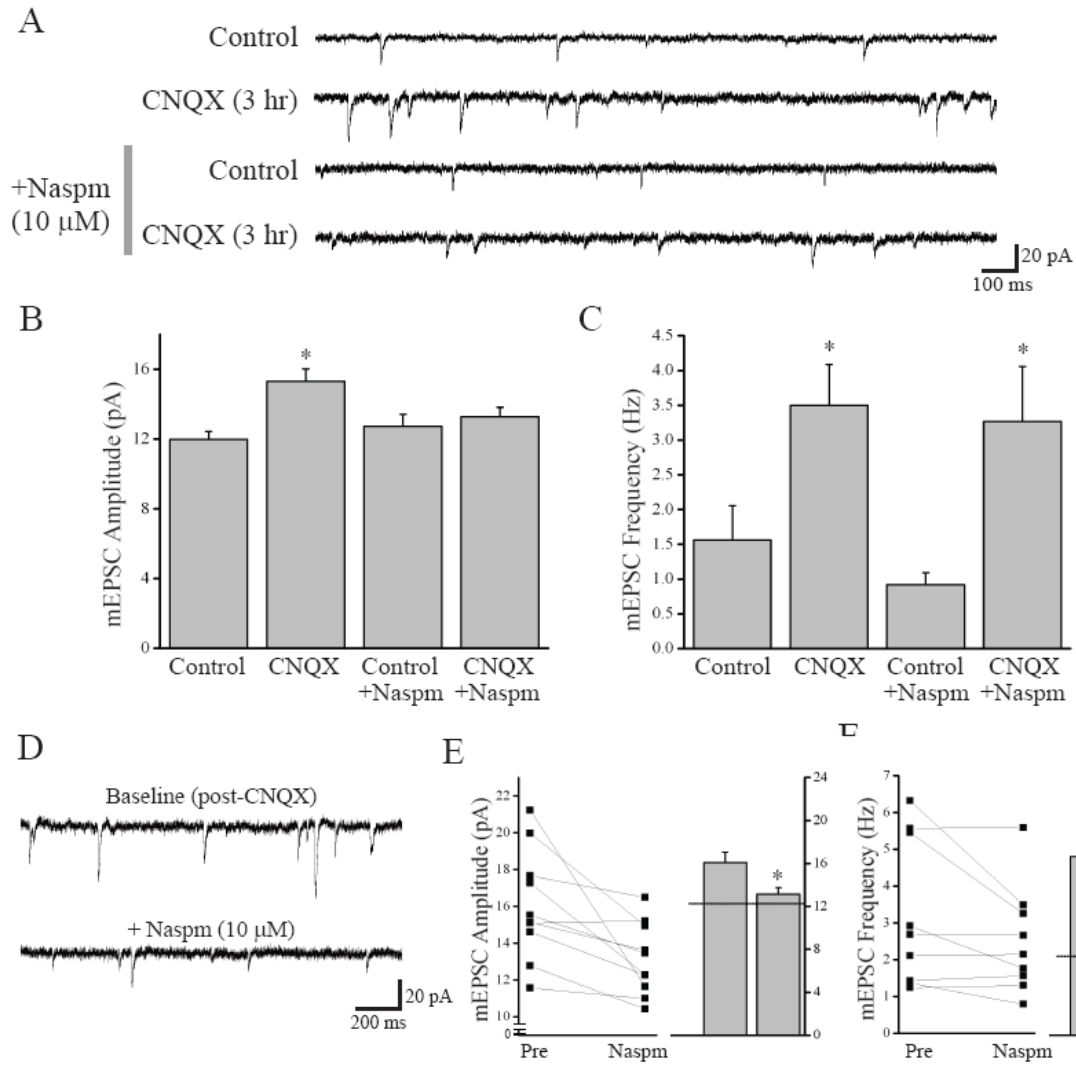 A
Control
CNQX (3 hr)
+Naspm
(10 μM)
Control
CNQX (3 hr)
20 pA
100 ms
B
mEPSC Amplitude (pA)
16
12
8
4
0
*
Control
CNQX
Control
+Naspm
CNQX
+Naspm
C
mEPSC Frequency (Hz)
4.5
4.0
3.5
3.0
2.5
2.0
1.5
1.0
0.5
0.0
*
*
Control
CNQX
Control
+Naspm
CNQX
+Naspm
D
Baseline (post-CNQX)
+ Naspm (10 μM)
20 pA
200 ms
E
mEPSC Amplitude (pA)
22
20
18
16
14
12
10
0
Pre
Naspm
*
24
20
16
12
8
4
0
mEPSC Frequency (Hz)
7
6
5
4
3
2
1
0
Pre
Naspm